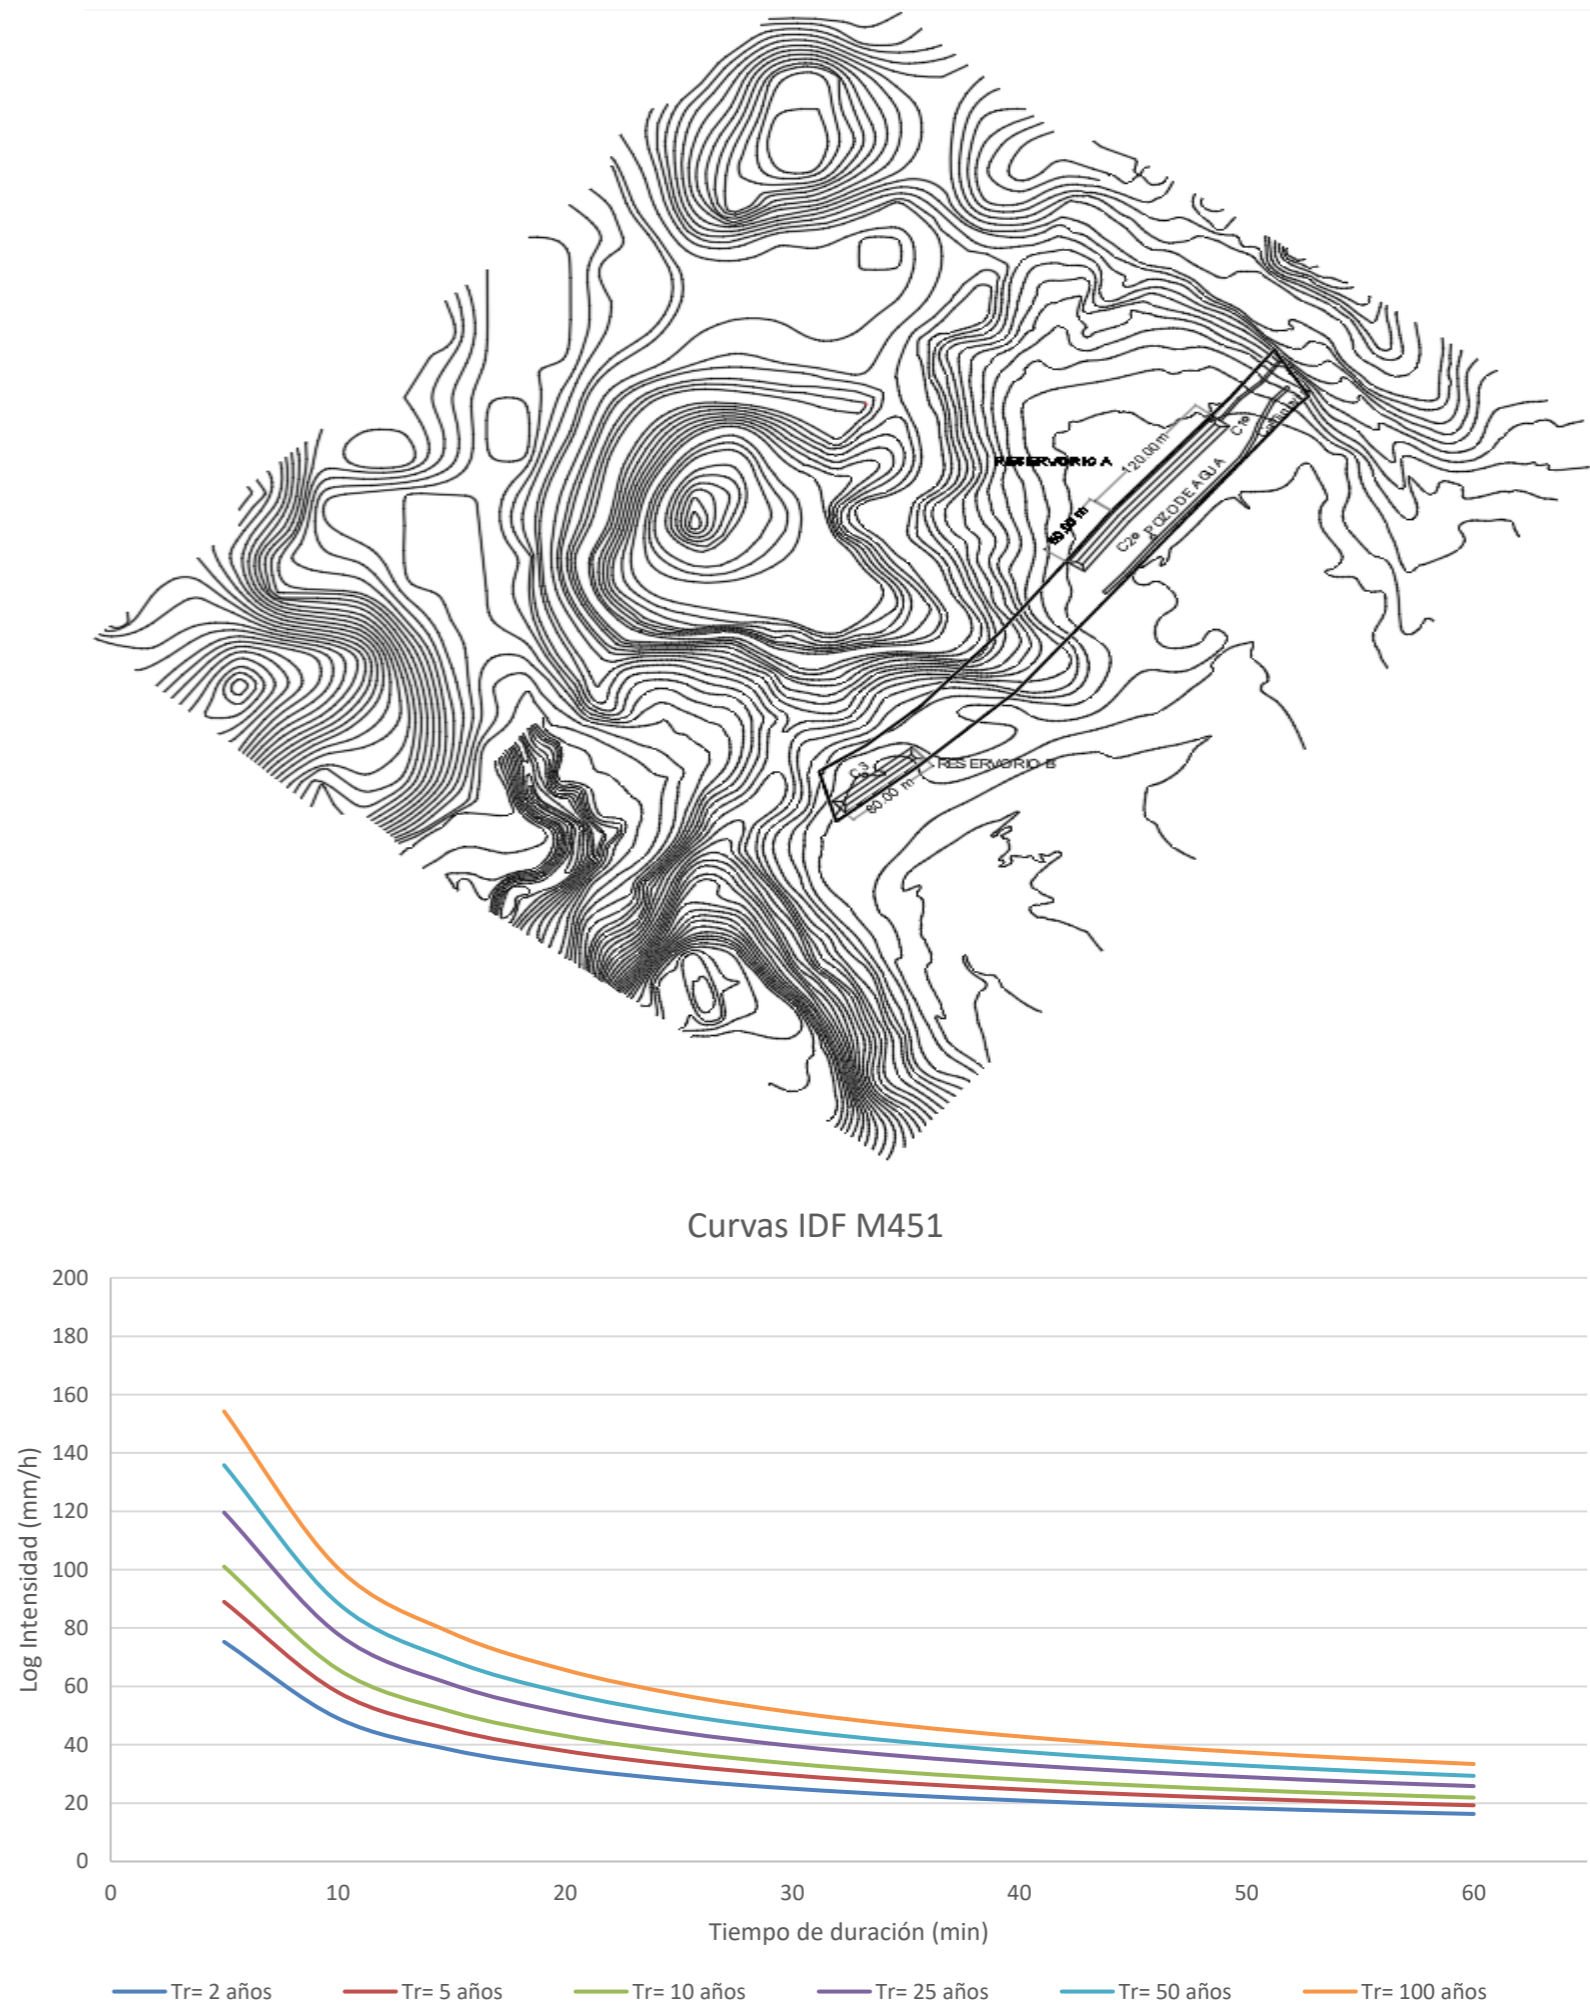 C1º
120.00 m
RESERVORIO A
POZO DE AGUA
C2º
C3
RESERVORIO B
60.00 m
Curvas IDF M451
200
180
160
140
120
100
80
60
40
20
0
Log Intensidad (mm/h)
0 10 20 30 40 50 60
Tiempo de duración (min)
Tr= 2 años Tr= 5 años Tr= 10 años Tr= 25 años Tr= 50 años Tr= 100 años